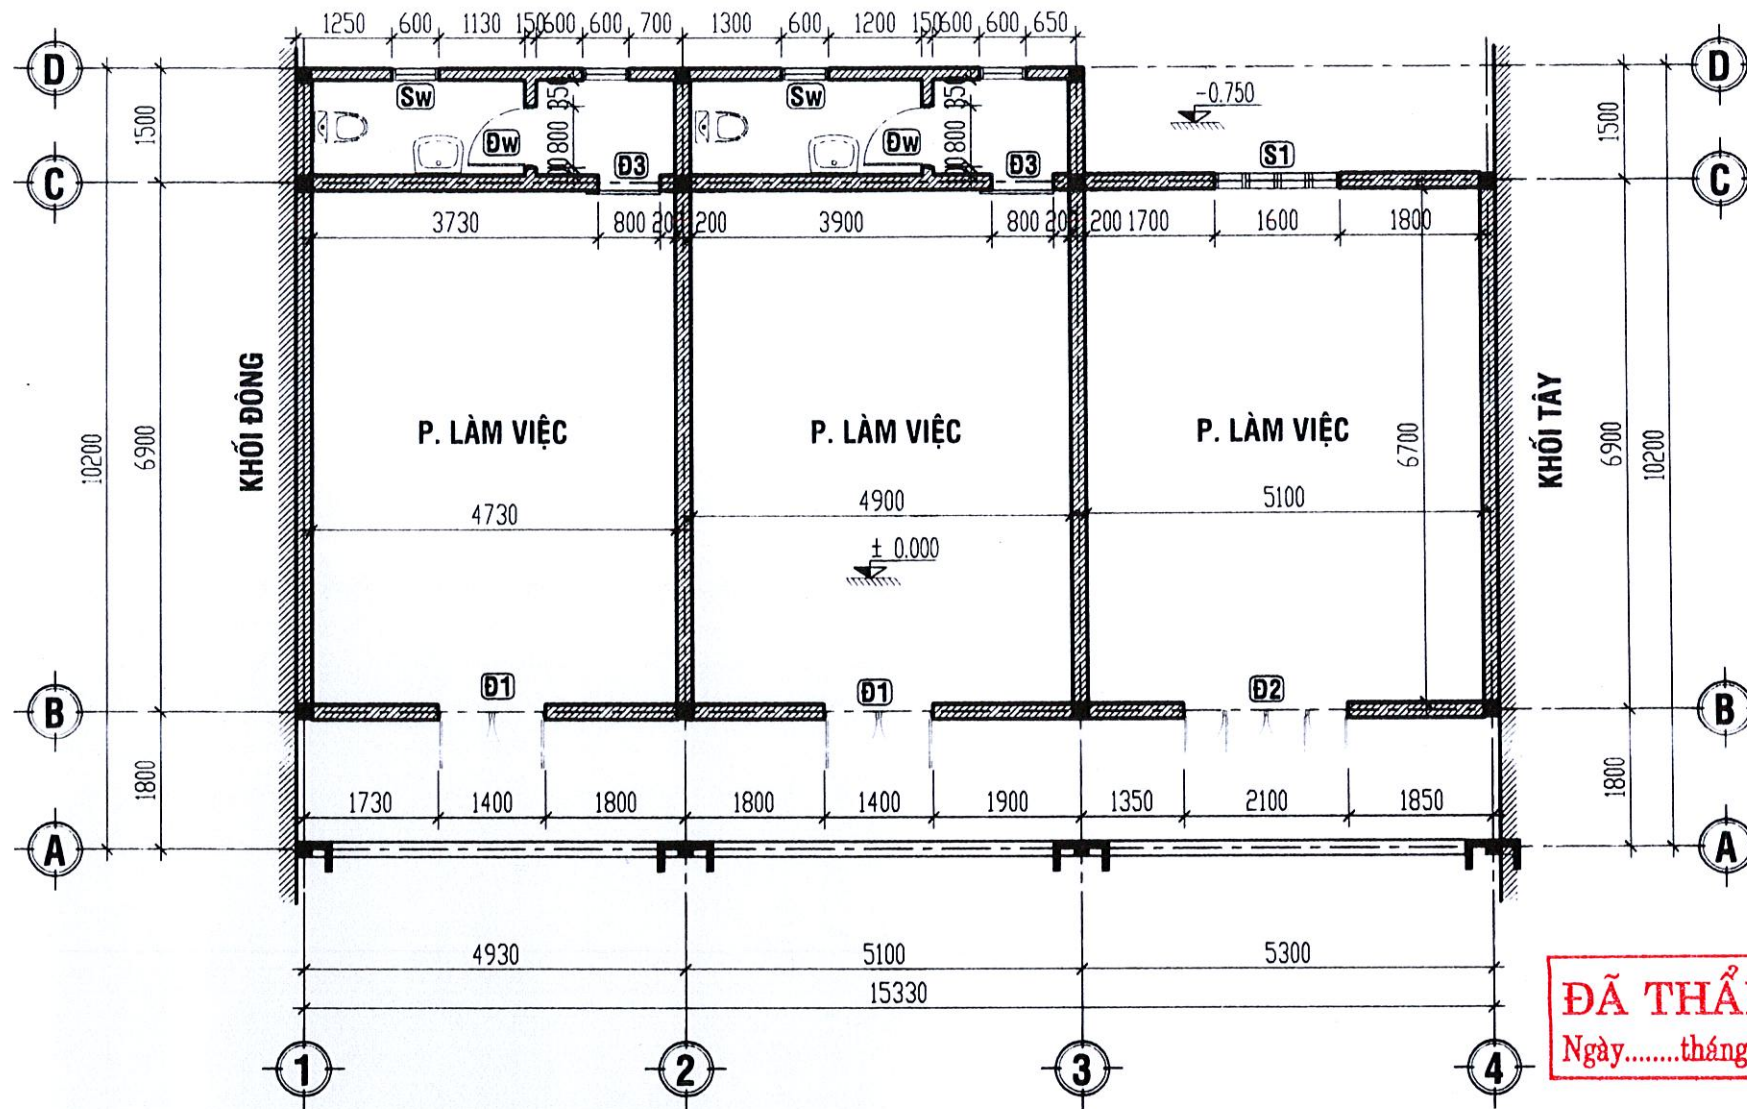 1250 600 1130 150 600 600 700 1300 600 1200 150 600 600 650
D
D
Sw
Sw
-0.750
350
350
1500
1500
Đw
800
Đ3
Đw
800
Đ3
S1
C
C
3730 800 200 200 3900 800 200 200 1700 1600 1800
KHỐI ĐÔNG
KHỐI TÂY
10200
6900
P. LÀM VIỆC
P. LÀM VIỆC
P. LÀM VIỆC
6700
6900
10200
4730
4900
5100
± 0.000
Đ1
Đ1
Đ2
B
B
1800
1800
1730 1400 1800 1800 1400 1900 1350 2100 1850
A
A
4930 5100 5300
15330
ĐÃ THẨ
Ngày........tháng
1
2
3
4